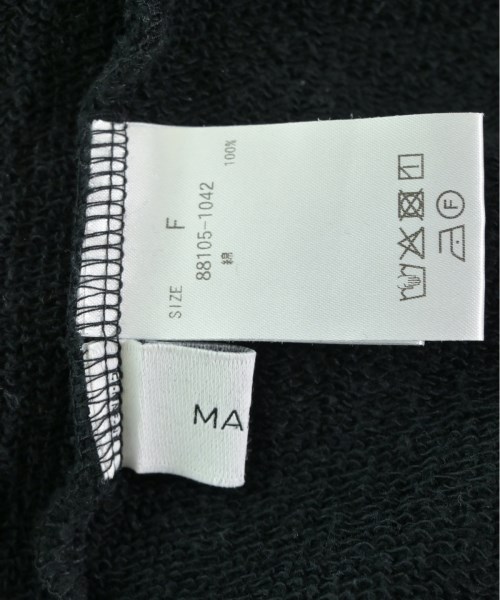 SIZE F
88105-1042
綿 100%
F
MA